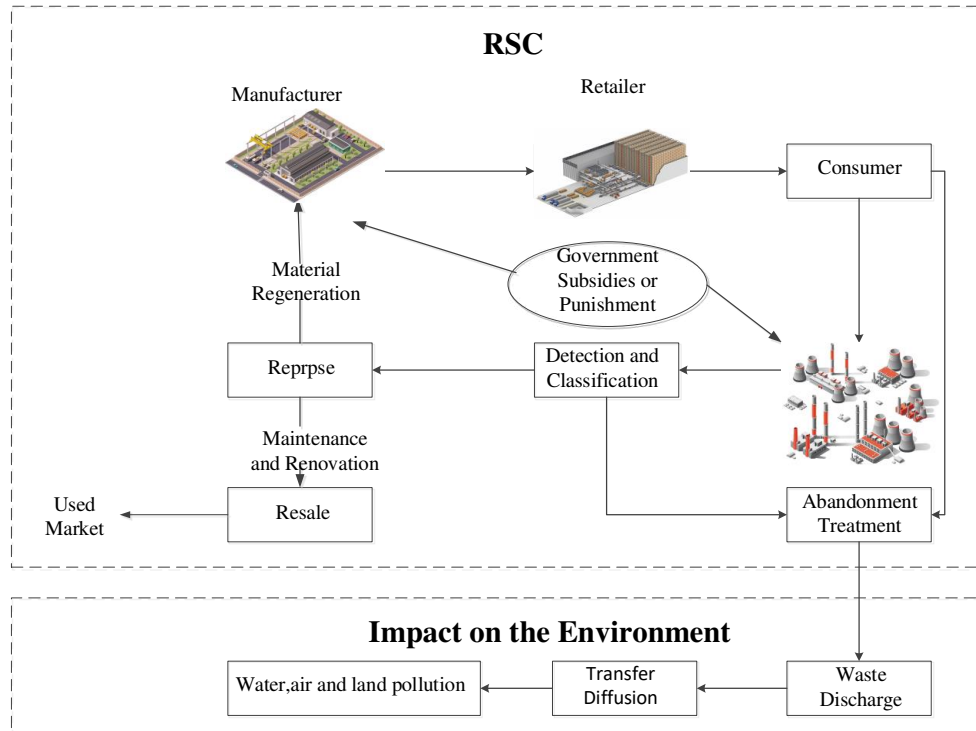 RSC
Manufacturer
Retailer
Consumer
Government
Subsidies or
Punishment
Material
Regeneration
Reprpse
Detection and
Classification
Maintenance
and Renovation
Used
Market
Resale
Abandonment
Treatment
Impact on the Environment
Water,air and land pollution
Transfer
Diffusion
Waste
Discharge